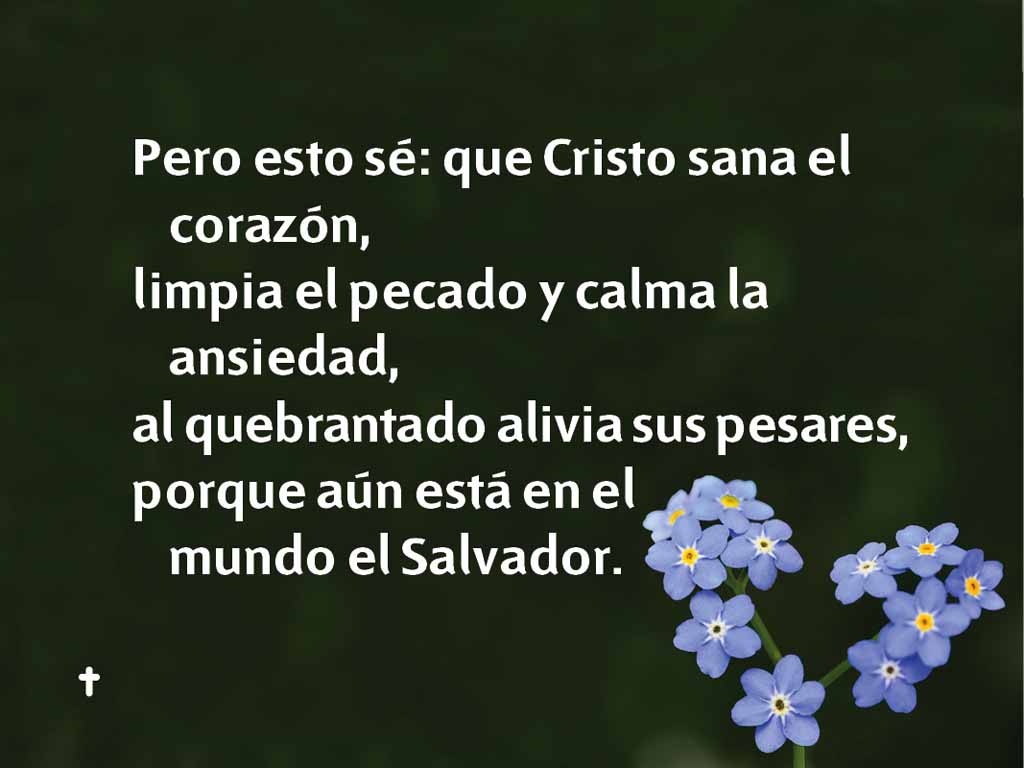 Pero esto sé: que Cristo sana el
corazón,
limpia el pecado y calma la
ansiedad,
al quebrantado alivia sus pesares,
porque aún está en el
mundo el Salvador.